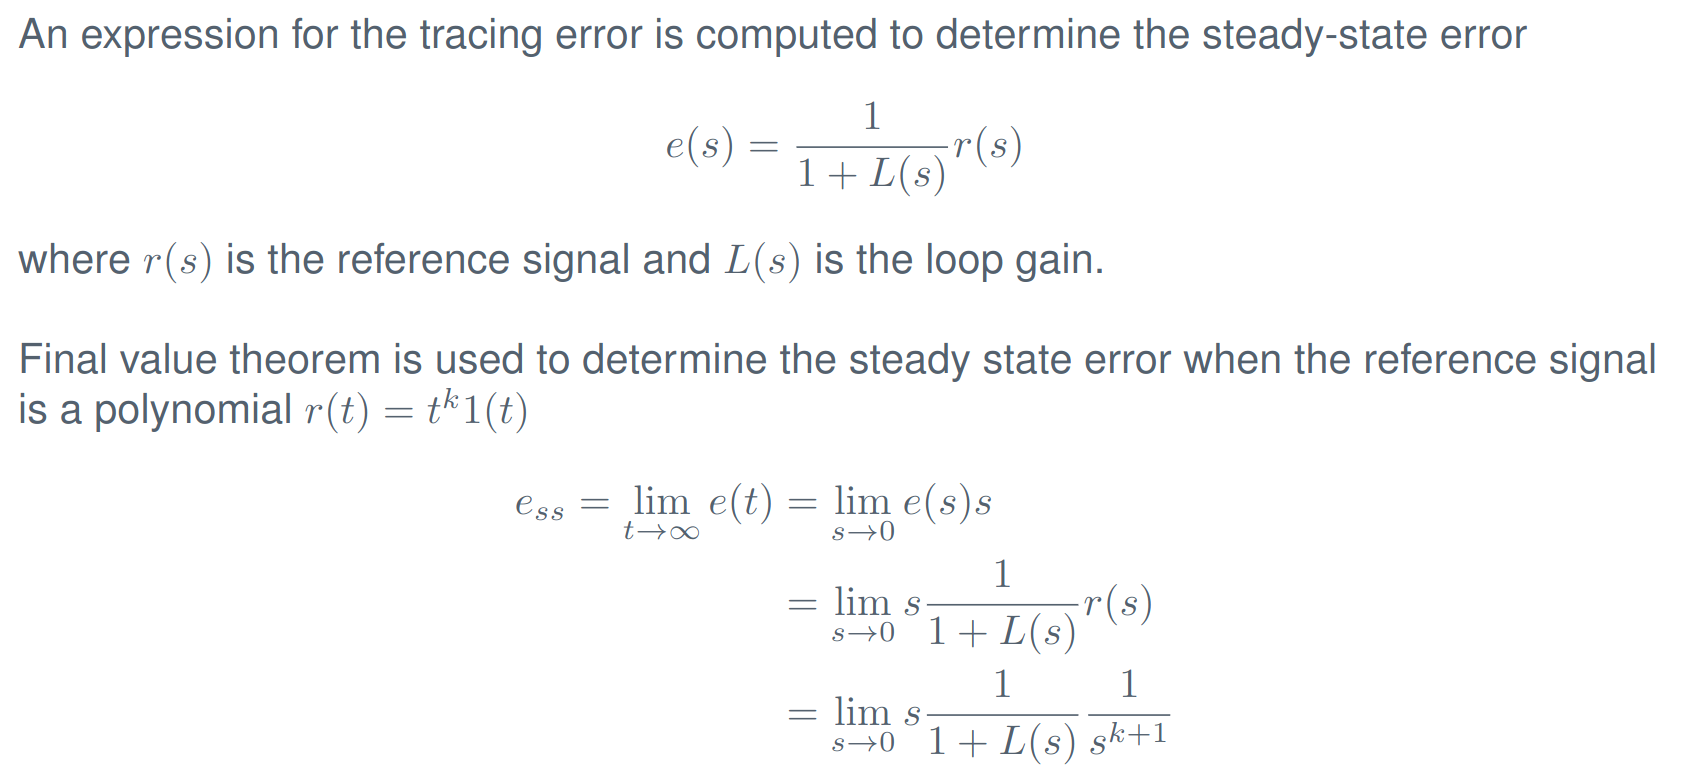 An expression for the tracing error is computed to determine the steady-state error
e(s) = \frac{1}{1 + L(s)} r(s)
where r(s) is the reference signal and L(s) is the loop gain.
Final value theorem is used to determine the steady state error when the reference signal
is a polynomial r(t) = t^k 1(t)
e_{ss} = \lim_{t \to \infty} e(t) = \lim_{s \to 0} e(s)s
= \lim_{s \to 0} s \frac{1}{1 + L(s)} r(s)
= \lim_{s \to 0} s \frac{1}{1 + L(s)} \frac{1}{s^{k+1}}